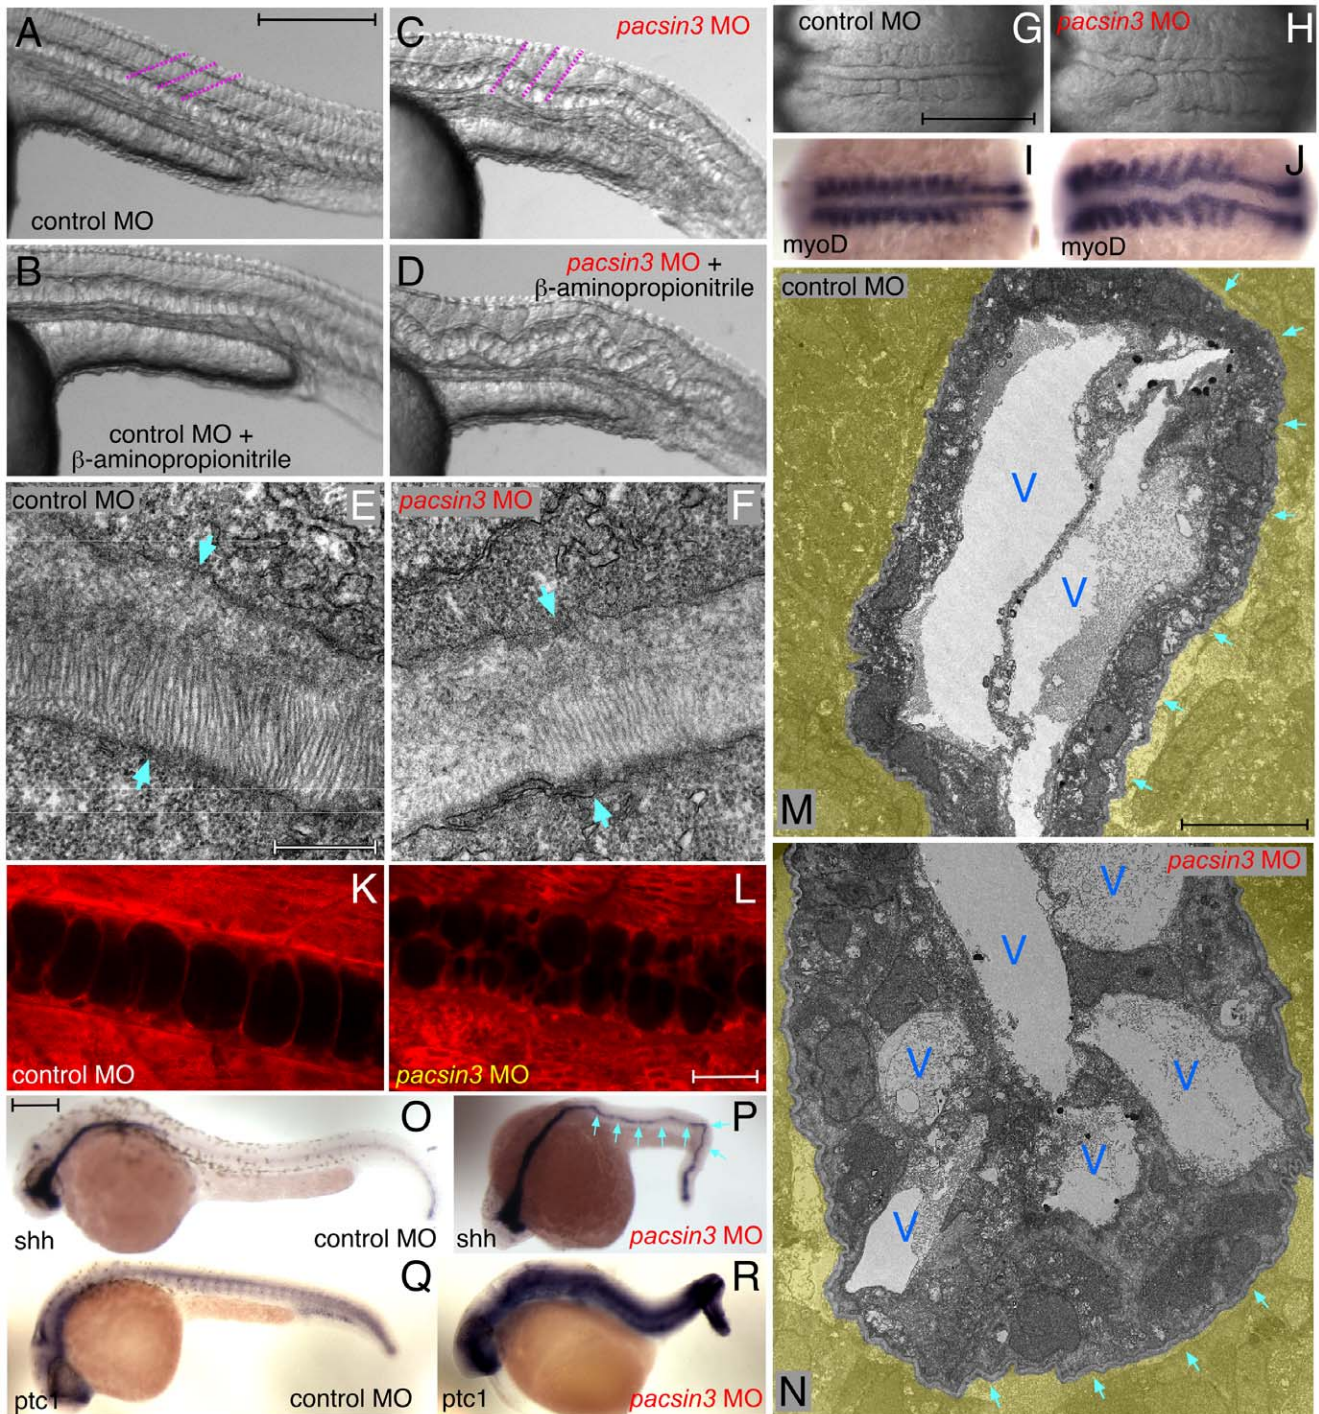 A
control MO
C
pacsin3 MO
B
control MO +
β-aminopropionitrile
D
pacsin3 MO +
β-aminopropionitrile
control MO
E
pacsin3 MO
F
K
control MO
L
pacsin3 MO
O
shh
control MO
P
shh
pacsin3 MO
Q
ptc1
control MO
R
ptc1
pacsin3 MO
control MO
G
pacsin3 MO
H
I
myoD
J
myoD
control MO
V
V
M
pacsin3 MO
V
V
V
V
V
V
N